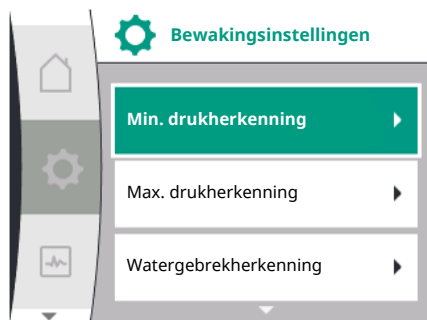 Bewakingsinstellingen
Min. drukherkenning
Max. drukherkenning
Watergebrekherkenning